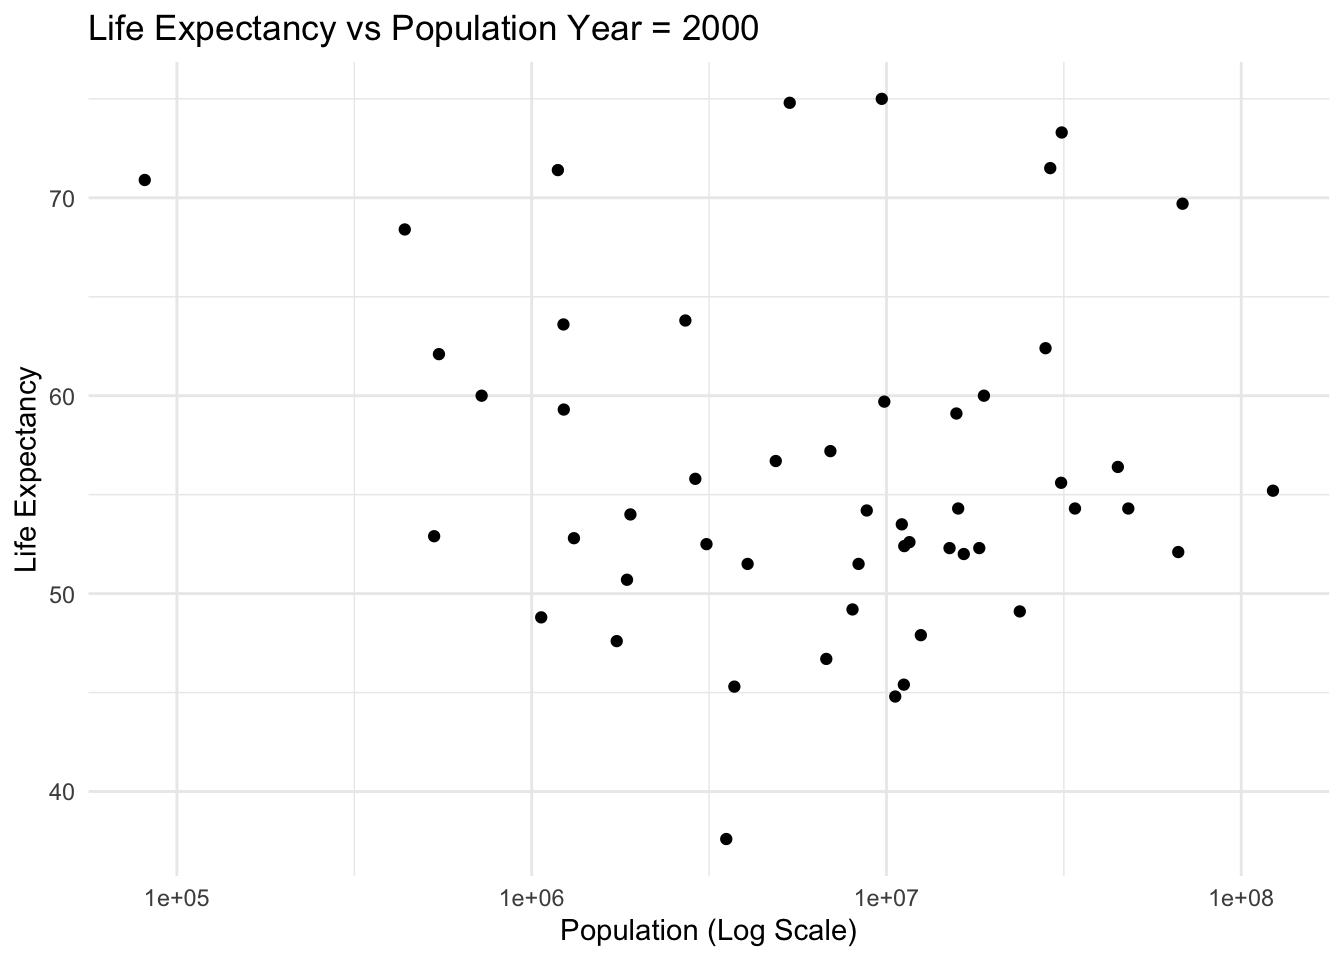 Life Expectancy vs Population Year = 2000
Life Expectancy
70
60
50
40
1e+05 1e+06 1e+07 1e+08
Population (Log Scale)